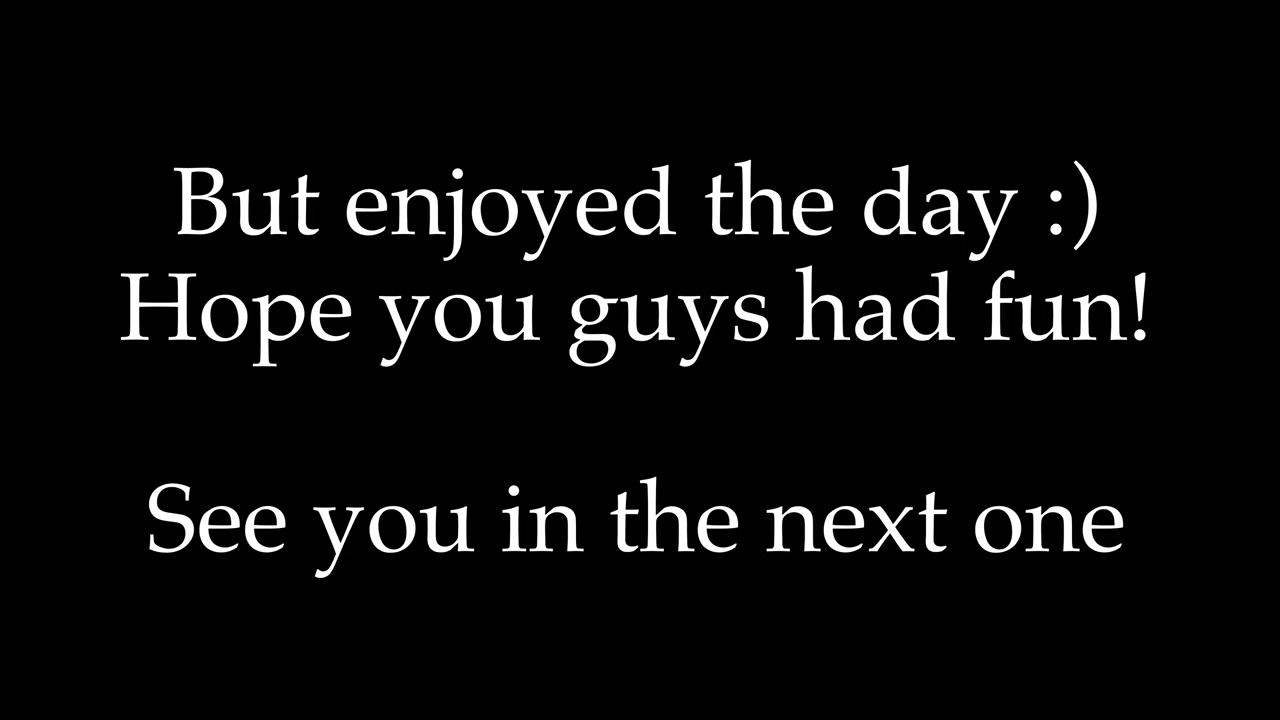 But enjoyed the day :)
Hope you guys had fun!
See you in the next one